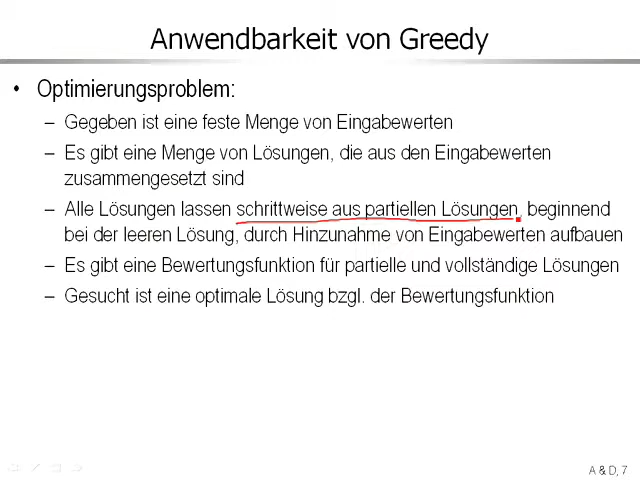 Anwendbarkeit von Greedy
• Optimierungsproblem:
– Gegeben ist eine feste Menge von Eingabewerten
– Es gibt eine Menge von Lösungen, die aus den Eingabewerten
zusammengesetzt sind
– Alle Lösungen lassen schrittweise aus partiellen Lösungen, beginnend
bei der leeren Lösung, durch Hinzunahme von Eingabewerten aufbauen
– Es gibt eine Bewertungsfunktion für partielle und vollständige Lösungen
– Gesucht ist eine optimale Lösung bzgl. der Bewertungsfunktion
A & D, 7